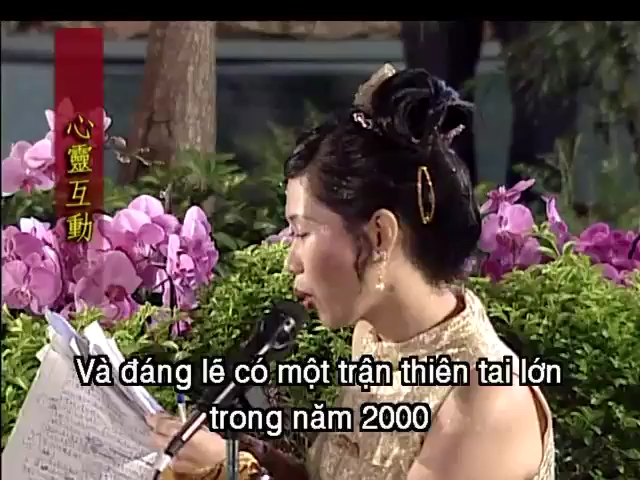 心靈互動
Và đáng lẽ có một trận thiên tai lớn
trong năm 2000